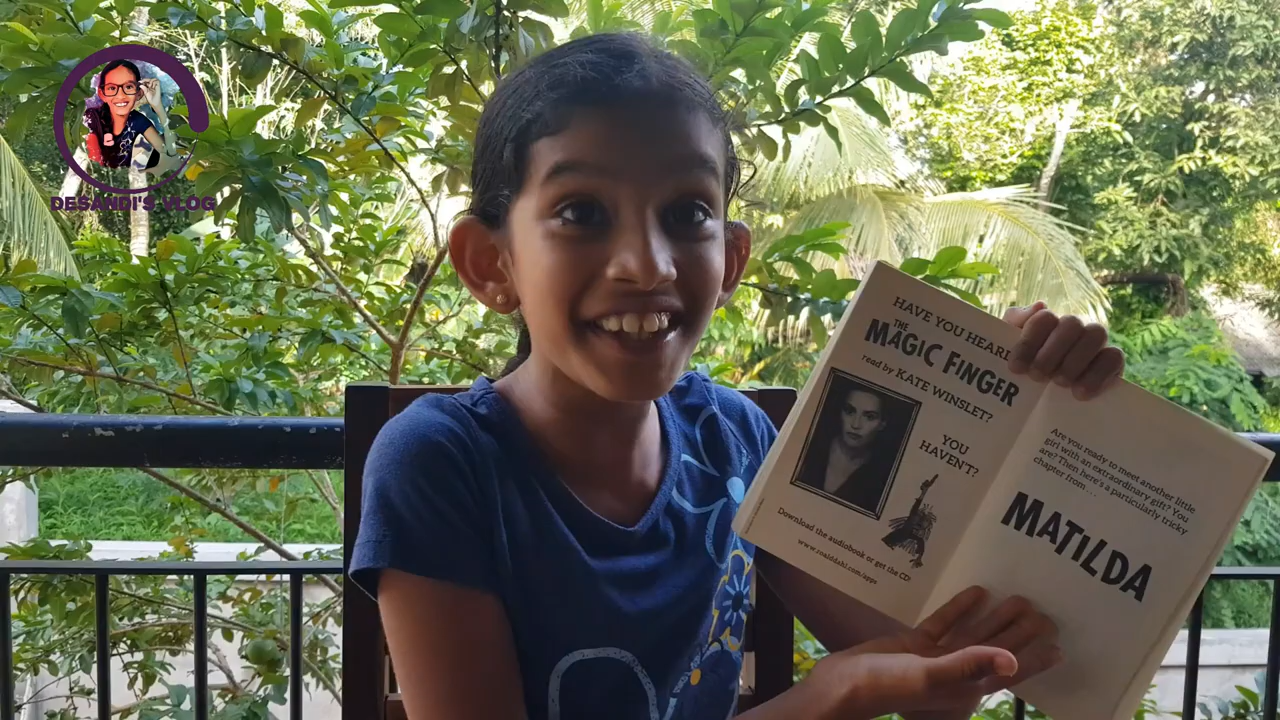 DESANDI'S VLOG
HAVE YOU HEARD
THE
MAGIC FINGER
read by KATE WINSLET?
YOU
HAVEN'T?
Download the audiobook or get the CD!
www.roalddahl.com/apps
Are you ready to meet another little
girl with an extraordinary gift? You
are? Then here's a particularly tricky
chapter from...
MATILDA